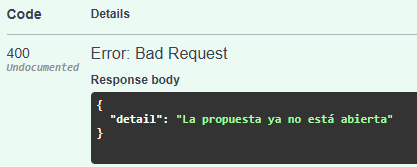 Code Details
400 Error: Bad Request
Undocumented
Response body
{
  "detail": "La propuesta ya no está abierta"
}